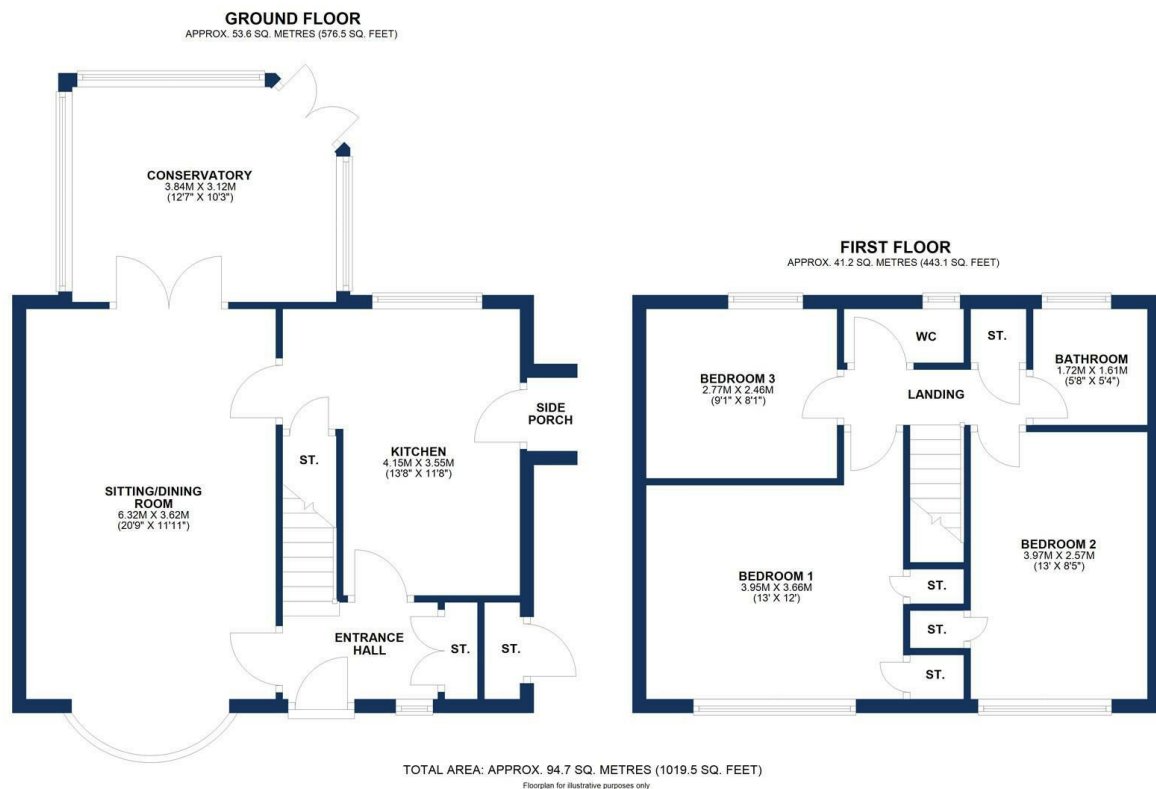 GROUND FLOOR
APPROX. 53.6 SQ. METRES (576.5 SQ. FEET)
CONSERVATORY
3.84M X 3.12M
(12'7" X 10'3")
SITTING/DINING
ROOM
6.32M X 3.62M
(20'9" X 11'11")
ST.
KITCHEN
4.15M X 3.55M
(13'8" X 11'8")
SIDE
PORCH
ENTRANCE
HALL
ST.
ST.
FIRST FLOOR
APPROX. 41.2 SQ. METRES (443.1 SQ. FEET)
BEDROOM 3
2.77M X 2.46M
(9'1" X 8'1")
WC
ST.
BATHROOM
1.72M X 1.61M
(5'8" X 5'4")
LANDING
BEDROOM 1
3.95M X 3.66M
(13' X 12')
BEDROOM 2
3.97M X 2.57M
(13' X 8'5")
ST.
ST.
ST.
TOTAL AREA: APPROX. 94.7 SQ. METRES (1019.5 SQ. FEET)
Floorplan for illustrative purposes only